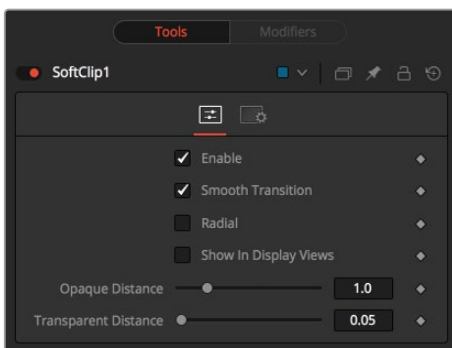 Tools Modifiers
SoftClip1
Enable
Smooth Transition
Radial
Show In Display Views
Opaque Distance 1.0
Transparent Distance 0.05